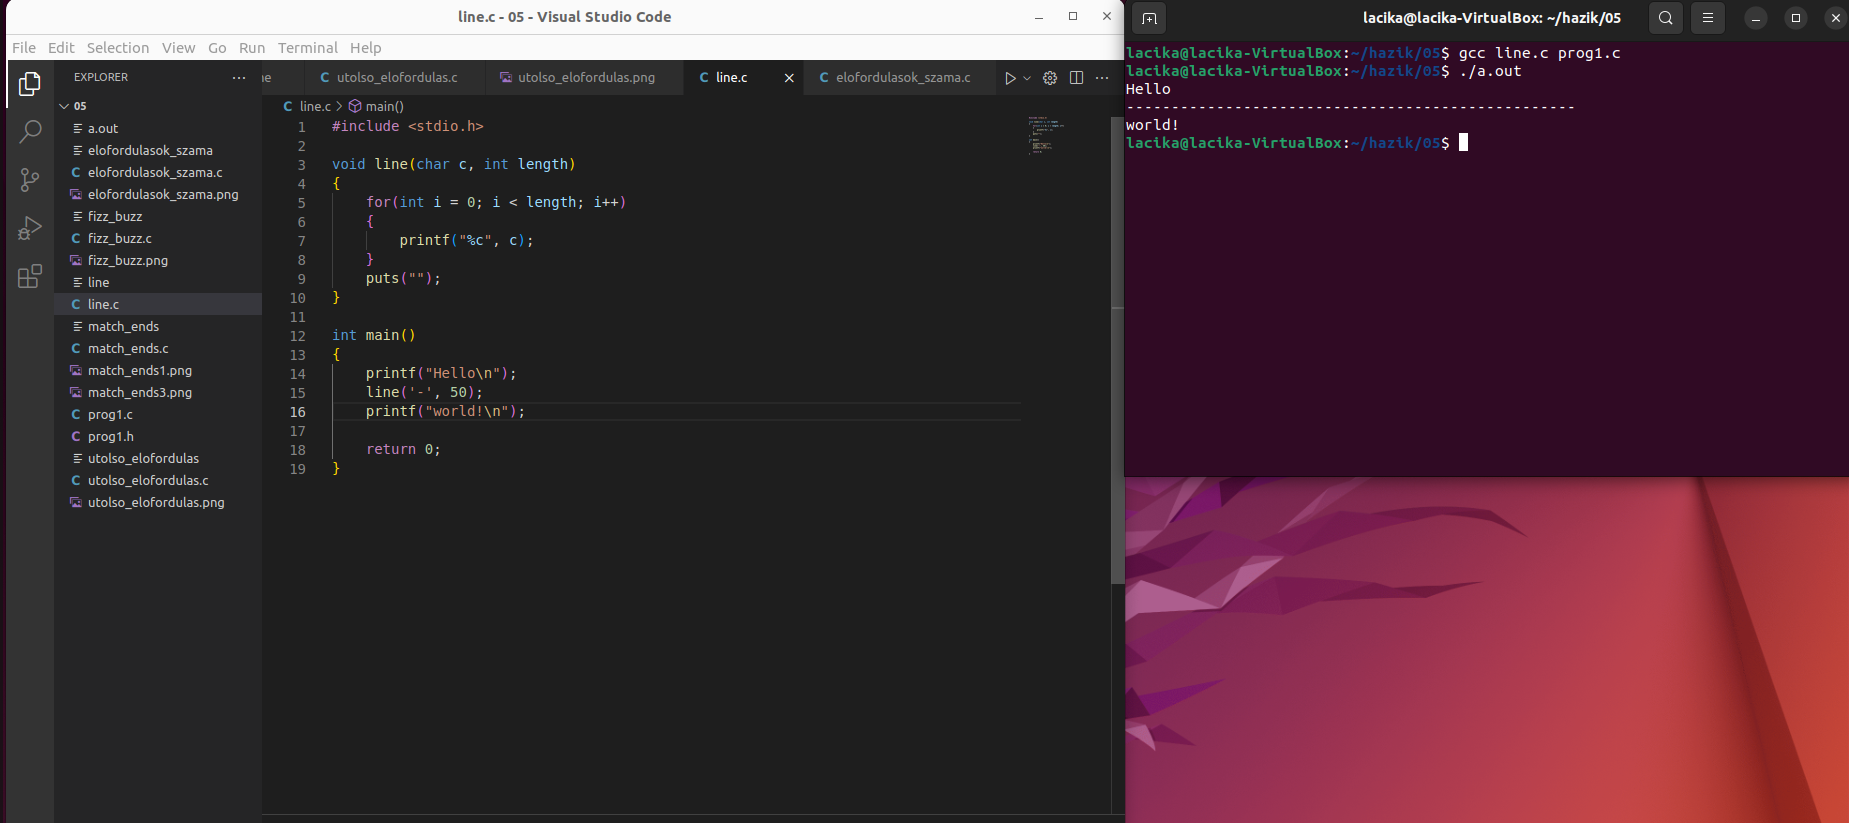 line.c - 05 - Visual Studio Code
File Edit Selection View Go Run Terminal Help
EXPLORER
05
a.out
elofordulasok_szama
elofordulasok_szama.c
elofordulasok_szama.png
fizz_buzz
fizz_buzz.c
fizz_buzz.png
line
line.c
match_ends
match_ends.c
match_ends1.png
match_ends3.png
prog1.c
prog1.h
utolso_elofordulas
utolso_elofordulas.c
utolso_elofordulas.png
ne utolso_elofordulas.c utolso_elofordulas.png line.c elofordulasok_szama.c
line.c > main()
1 #include <stdio.h>
2
3 void line(char c, int length)
4 {
5 for(int i = 0; i < length; i++)
6 {
7 printf("%c", c);
8 }
9 puts("");
10 }
11
12 int main()
13 {
14 printf("Hello\n");
15 line('-', 50);
16 printf("world!\n");
17
18 return 0;
19 }
lacika@lacika-VirtualBox: ~/hazik/05
lacika@lacika-VirtualBox:~/hazik/05$ gcc line.c prog1.c
lacika@lacika-VirtualBox:~/hazik/05$ ./a.out
Hello
--------------------------------------------------
world!
lacika@lacika-VirtualBox:~/hazik/05$